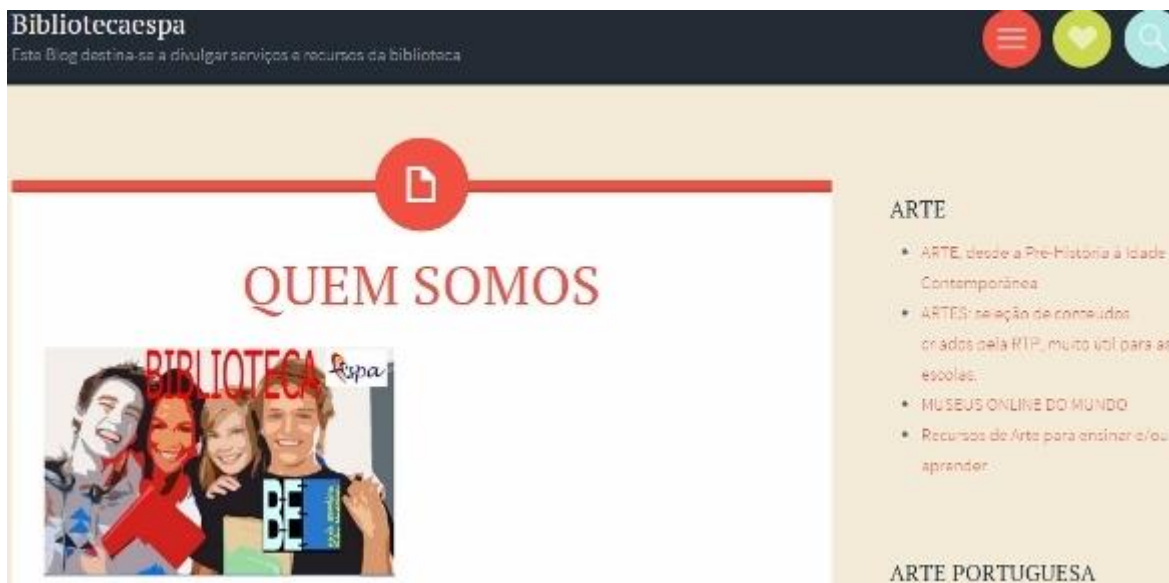 Bibliotecaespa
Este Blog destina-se a divulgar serviços e recursos da biblioteca
QUEM SOMOS
BIBLIOTECA espa
BE
ARTE
ARTE, desde a Pré-História à Idade
Contemporânea
ARTES: seleção de conteúdos
criados pela RTP, muito útil para as
escolas.
MUSEUS ONLINE DO MUNDO
Recursos de Arte para ensinar e/ou
aprender
ARTE PORTUGUESA